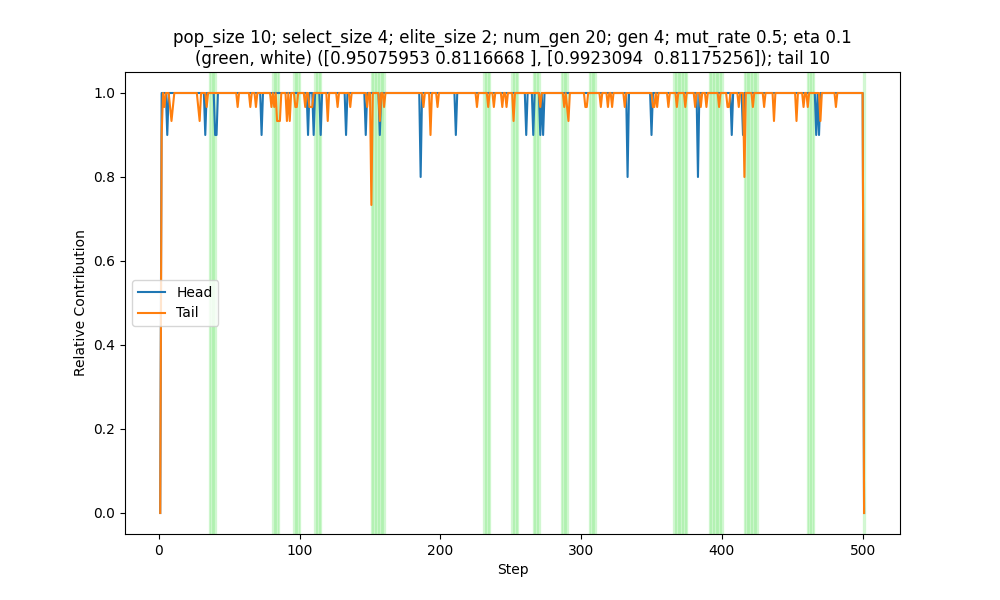 pop_size 10; select_size 4; elite_size 2; num_gen 20; gen 4; mut_rate 0.5; eta 0.1
(green, white) ([0.95075953 0.8116668 ], [0.9923094  0.81175256]); tail 10
1.0
0.8
0.6
0.4
0.2
0.0
Relative Contribution
Head
Tail
0 100 200 300 400 500
Step